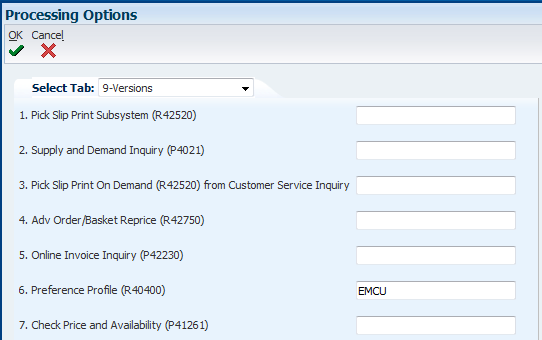 Processing Options
OK Cancel
Select Tab: 9-Versions
1. Pick Slip Print Subsystem (R42520)
2. Supply and Demand Inquiry (P4021)
3. Pick Slip Print On Demand (R42520) from Customer Service Inquiry
4. Adv Order/Basket Reprice (R42750)
5. Online Invoice Inquiry (P42230)
6. Preference Profile (R40400) EMCU
7. Check Price and Availability (P41261)